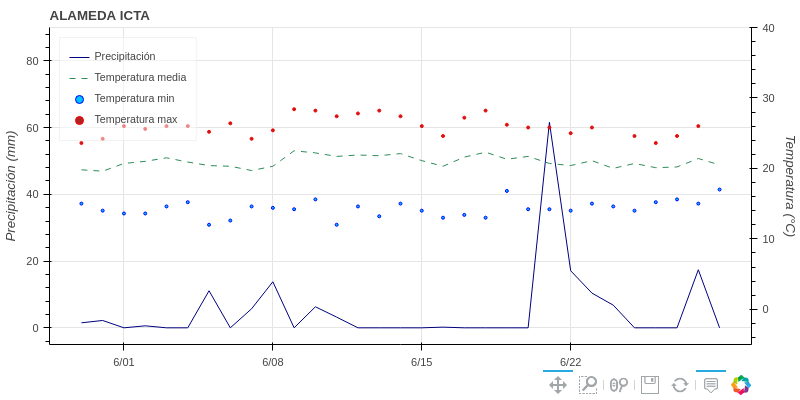 ALAMEDA ICTA
Precipitación
Temperatura media
Temperatura min
Temperatura max
Precipitación (mm)
80
60
40
20
0
40
30
20
10
0
Temperatura (°C)
6/01
6/08
6/15
6/22